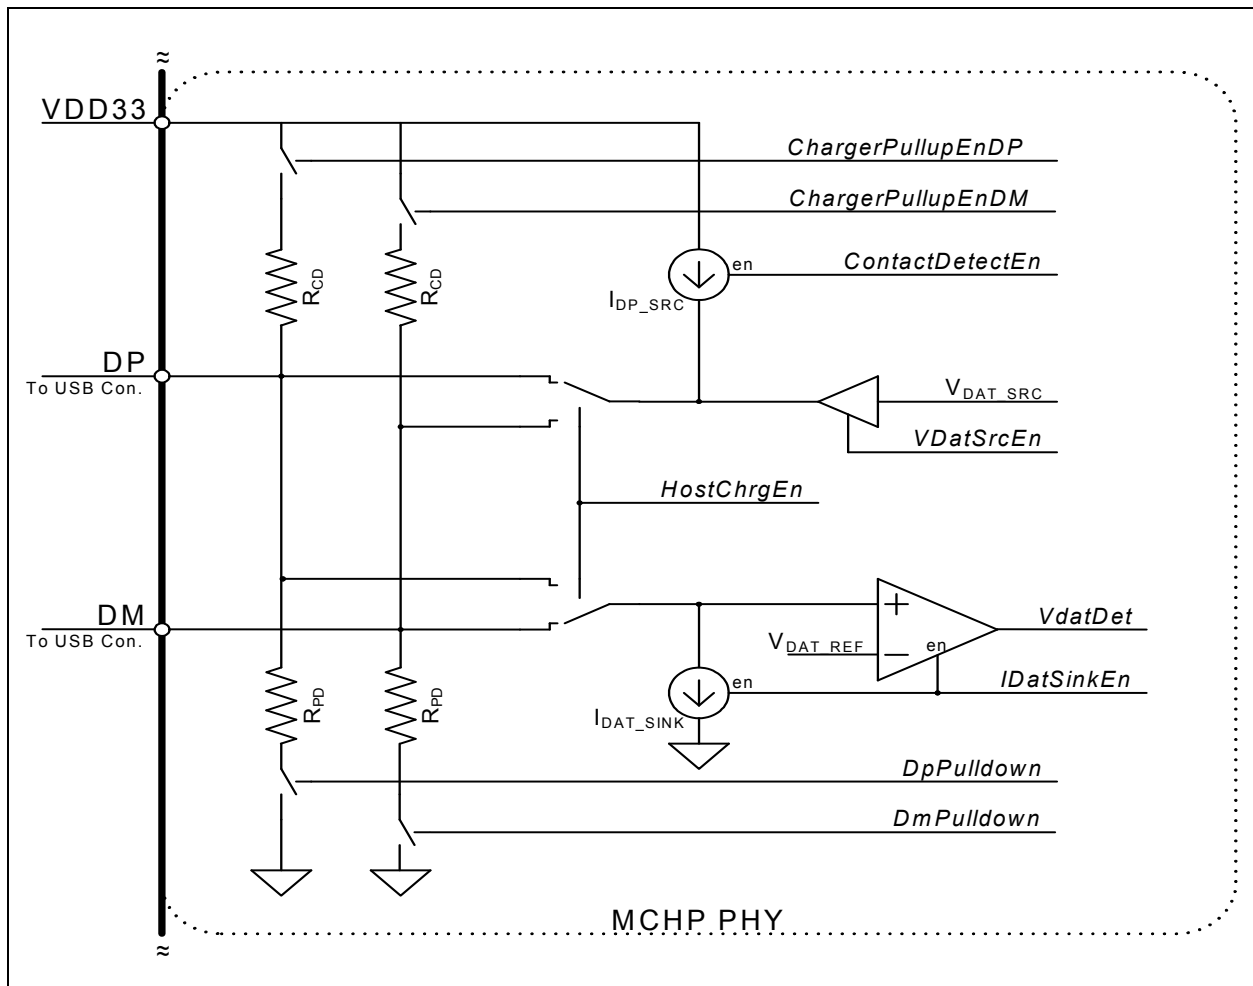 ≈
VDD33
ChargerPullupEnDP
ChargerPullupEnDM
en
ContactDetectEn
RCD
RCD
IDP_SRC
DP
To USB Con.
VDAT_SRC
VDatSrcEn
HostChrgEn
DM
To USB Con.
+
VDAT_REF
−
en
VdatDet
en
IDatSinkEn
RPD
RPD
IDAT_SINK
DpPulldown
DmPulldown
MCHP PHY
≈